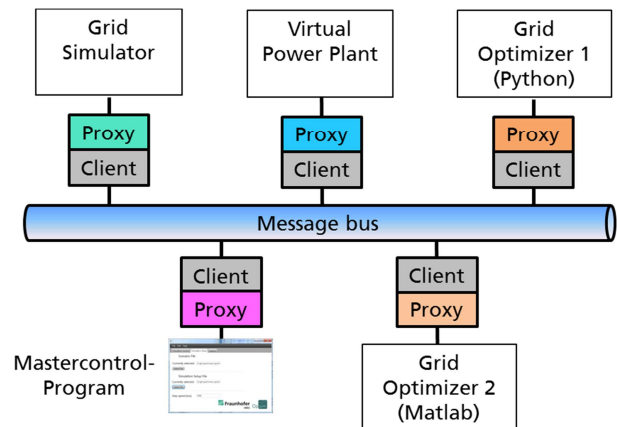 Grid
Simulator
Virtual
Power Plant
Grid
Optimizer 1
(Python)
Proxy
Client
Proxy
Client
Proxy
Client
Message bus
Client
Proxy
Client
Proxy
Mastercontrol-
Program
Fraunhofer
Grid
Optimizer 2
(Matlab)